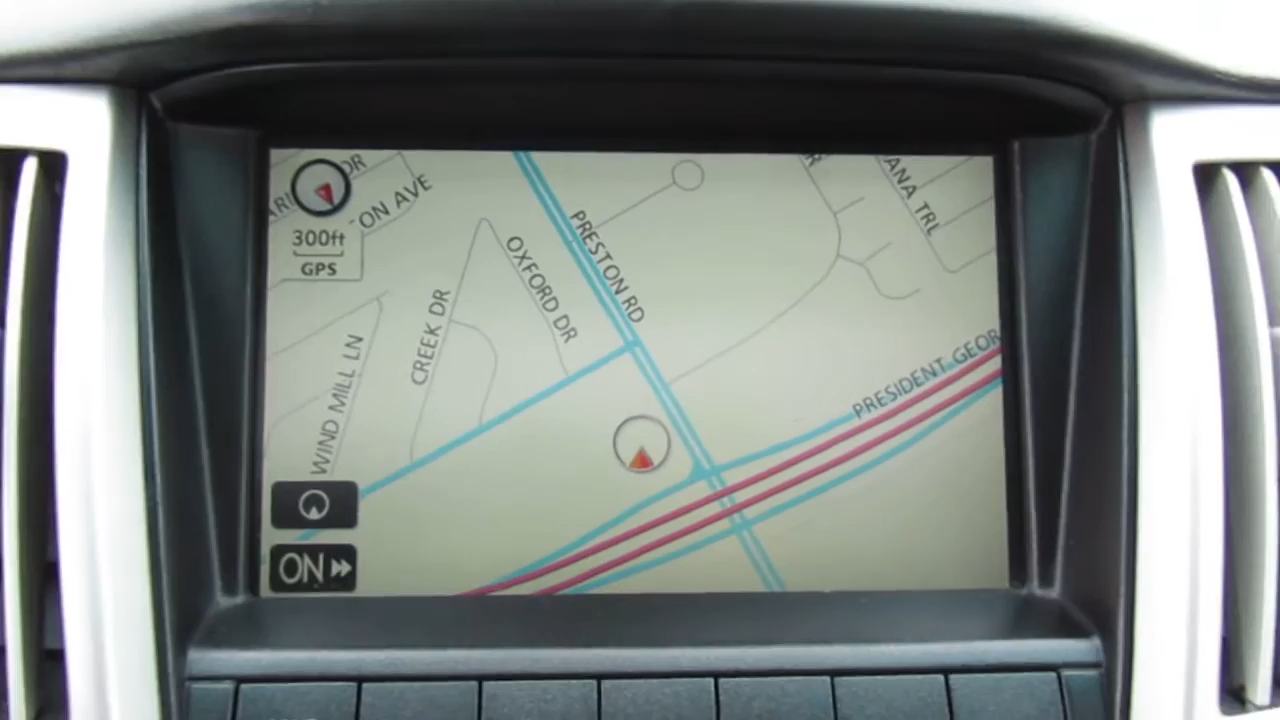 DR
ON AVE
300ft
GPS
PRESTON RD
OXFORD DR
CREEK DR
WIND MILL LN
ANA TRL
PRESIDENT GEOR
ON